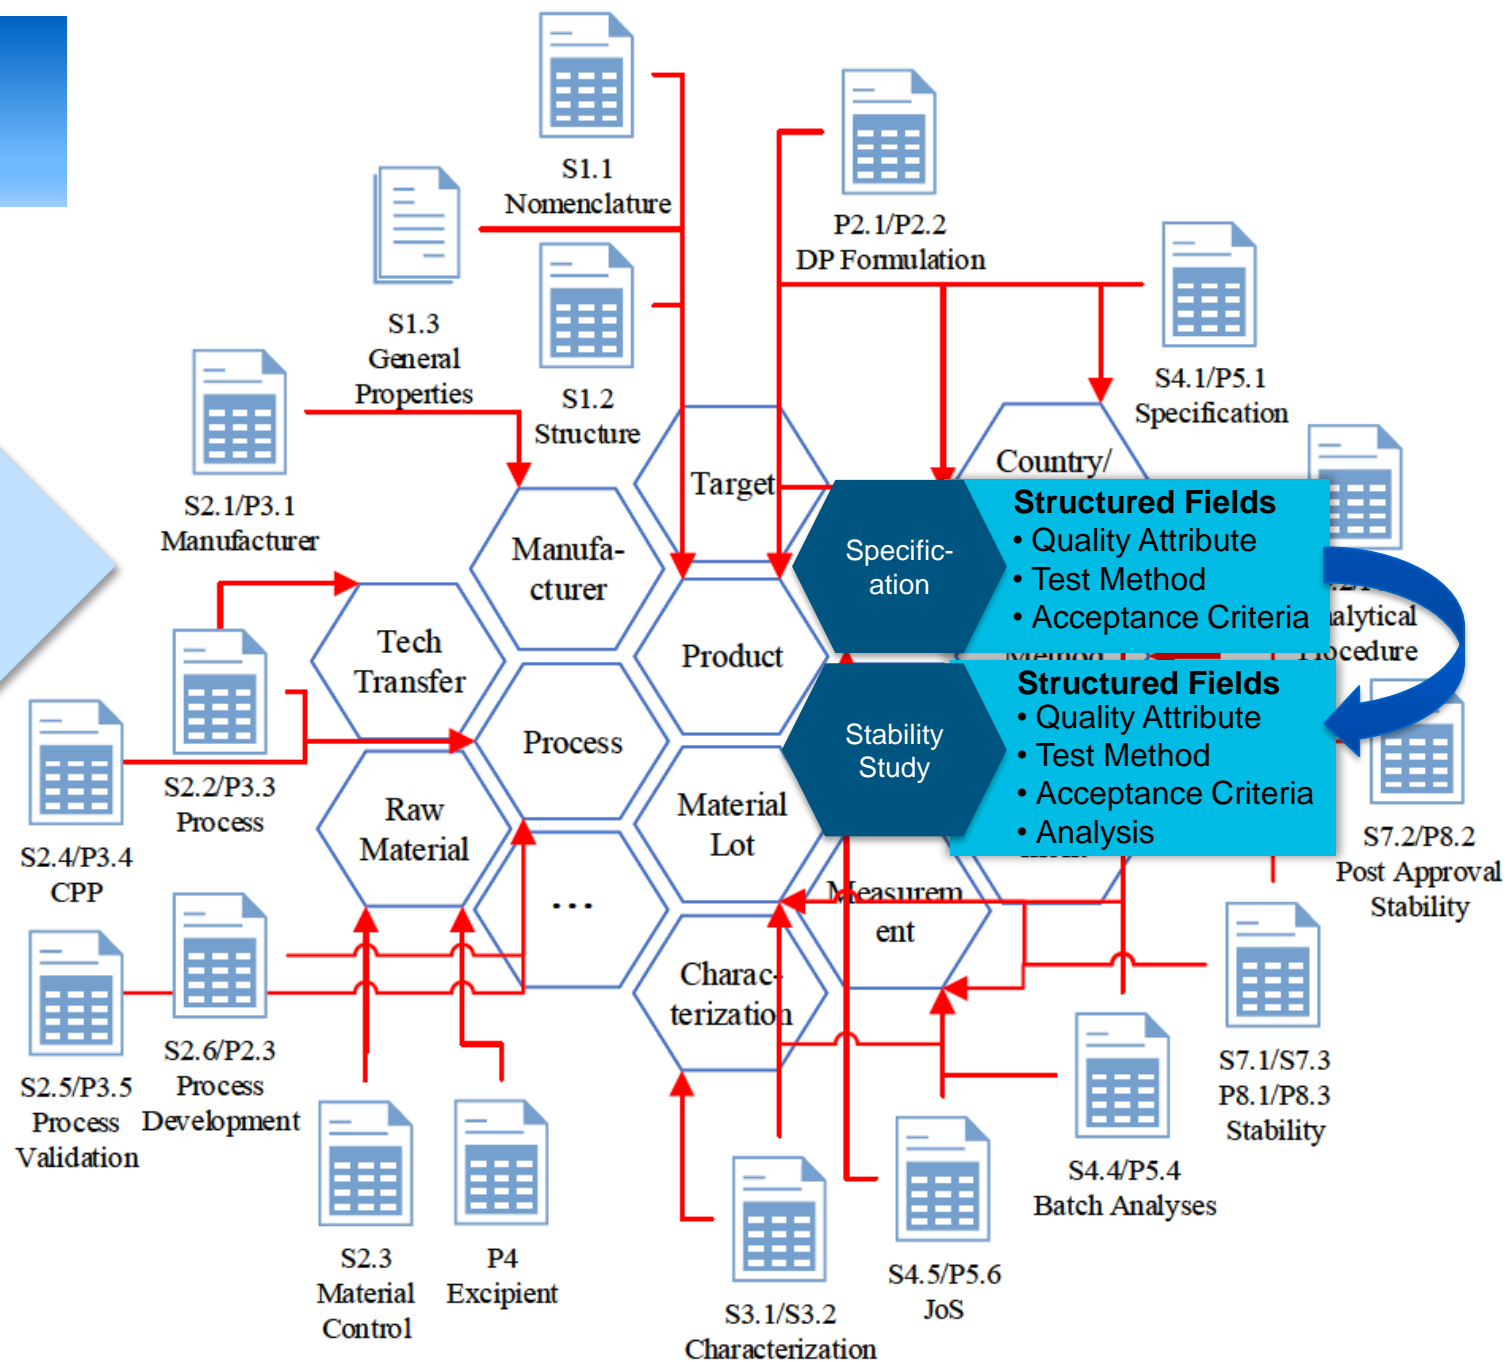 S1.1
Nomenclature
P2.1/P2.2
DP Formulation
S1.3
General
Properties
S1.2
Structure
S4.1/P5.1
Specification
S2.1/P3.1
Manufacturer
Target
Country/
Manufa-
cturer
Specific-
ation
Structured Fields
• Quality Attribute
• Test Method
• Acceptance Criteria
Tech
Transfer
Product
Method
Stability
Study
Structured Fields
• Quality Attribute
• Test Method
• Acceptance Criteria
• Analysis
S2.2/P3.3
Process
Process
S2.4/P3.4
CPP
Raw
Material
Material
Lot
S7.2/P8.2
Post Approval
Stability
...
Measurem
ent
Charac-
terization
S2.5/P3.5
Process
Validation
S2.6/P2.3
Process
Development
S7.1/S7.3
P8.1/P8.3
Stability
S4.4/P5.4
Batch Analyses
S2.3
Material
Control
P4
Excipient
S3.1/S3.2
Characterization
S4.5/P5.6
JoS